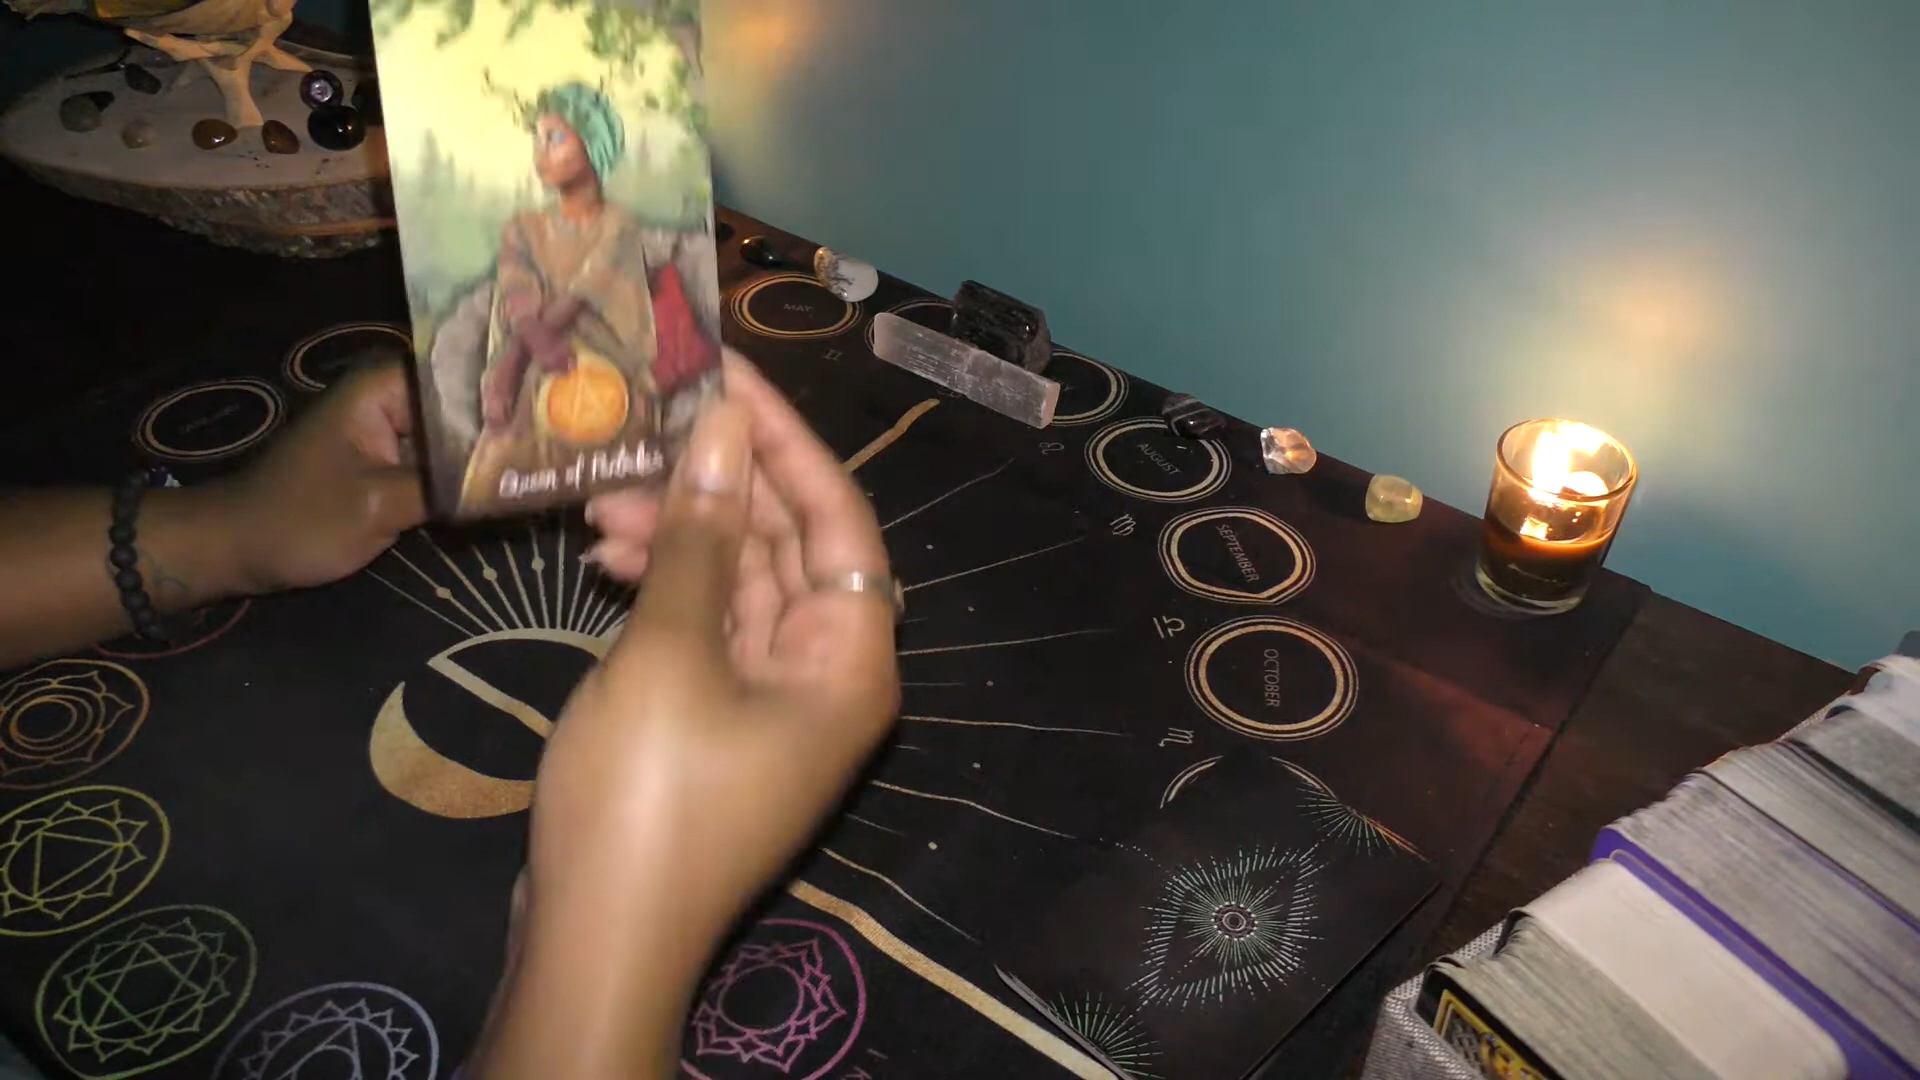 Queen of Pentacles
MAY
AUGUST
SEPTEMBER
OCTOBER